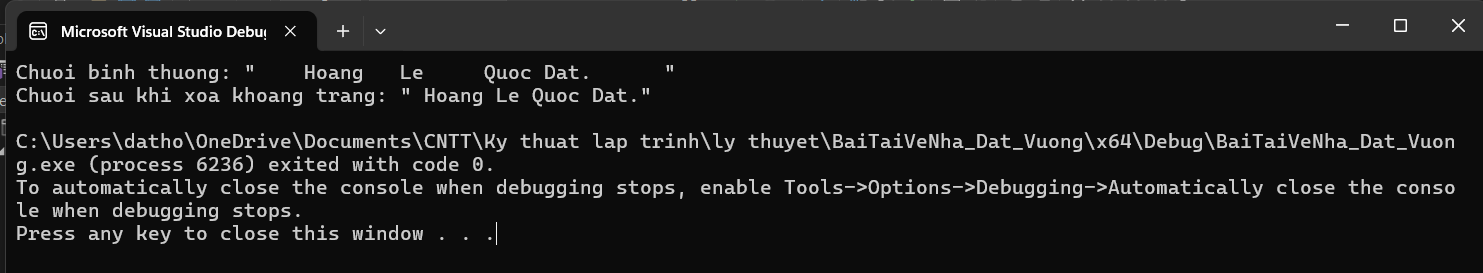 Microsoft Visual Studio Debug
Chuoi binh thuong: "    Hoang   Le     Quoc Dat.      "
Chuoi sau khi xoa khoang trang: " Hoang Le Quoc Dat."
C:\Users\datho\OneDrive\Documents\CNTT\Ky thuat lap trinh\ly thuyet\BaiTaiVeNha_Dat_Vuong\x64\Debug\BaiTaiVeNha_Dat_Vuon
g.exe (process 6236) exited with code 0.
To automatically close the console when debugging stops, enable Tools->Options->Debugging->Automatically close the conso
le when debugging stops.
Press any key to close this window . . .